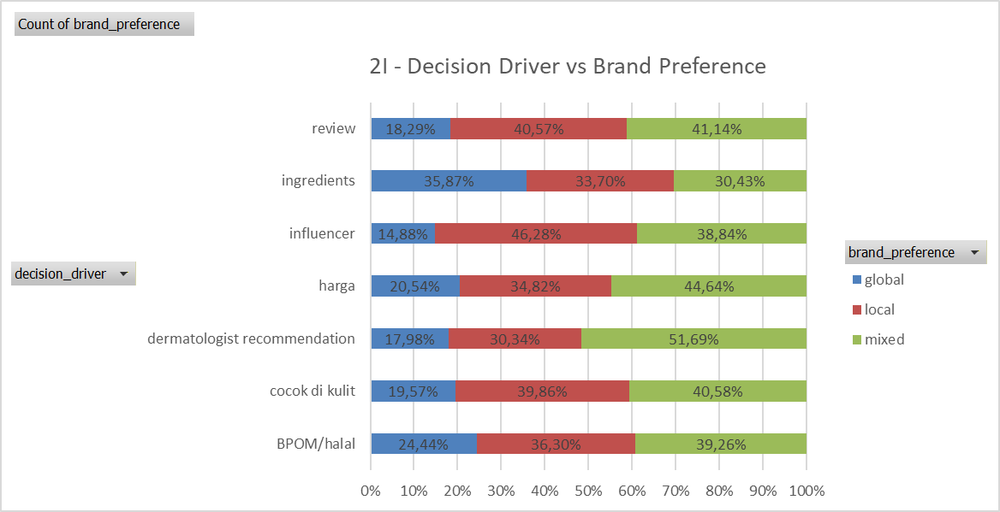 Count of brand_preference
2I - Decision Driver vs Brand Preference
review 18,29% 40,57% 41,14%
ingredients 35,87% 33,70% 30,43%
influencer 14,88% 46,28% 38,84%
harga 20,54% 34,82% 44,64%
dermatologist recommendation 17,98% 30,34% 51,69%
cocok di kulit 19,57% 39,86% 40,58%
BPOM/halal 24,44% 36,30% 39,26%
0% 10% 20% 30% 40% 50% 60% 70% 80% 90% 100%
decision_driver
brand_preference
global
local
mixed